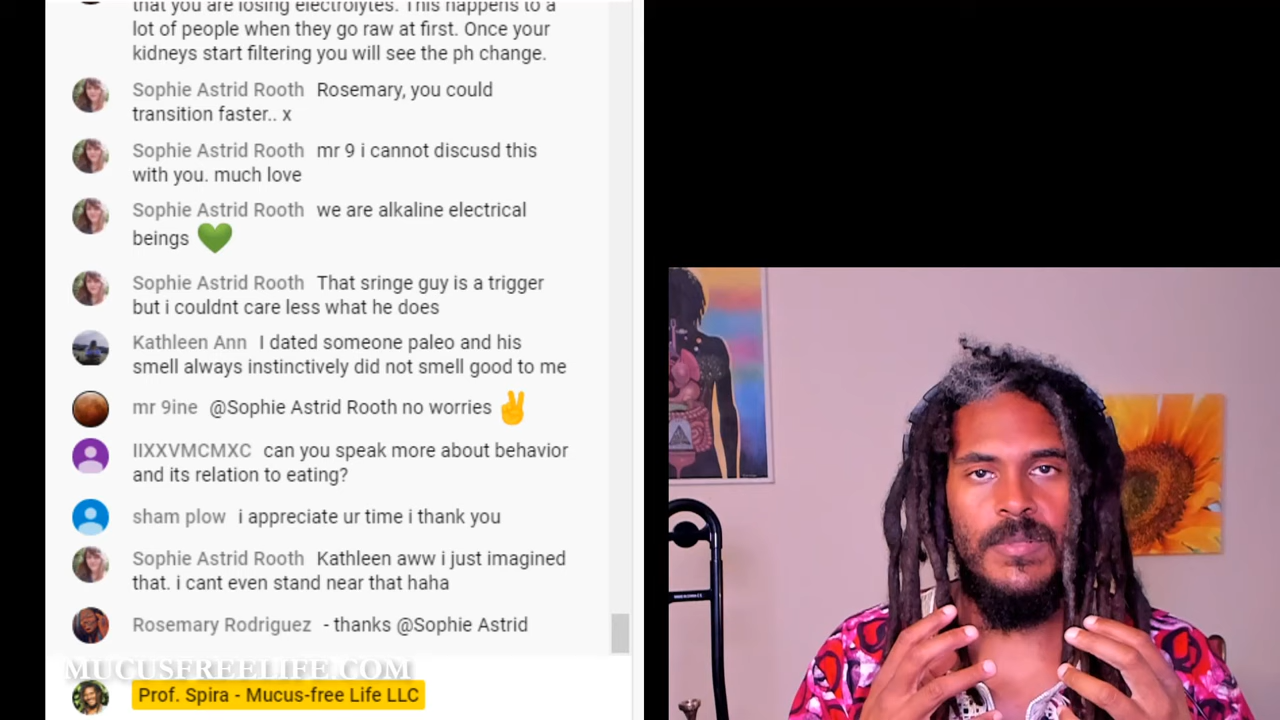 that you are losing electrolytes. This happens to a
lot of people when they go raw at first. Once your
kidneys start filtering you will see the ph change.
Sophie Astrid Rooth Rosemary, you could
transition faster.. x
Sophie Astrid Rooth mr 9 i cannot discusd this
with you. much love
Sophie Astrid Rooth we are alkaline electrical
beings 💚
Sophie Astrid Rooth That sringe guy is a trigger
but i couldnt care less what he does
Kathleen Ann I dated someone paleo and his
smell always instinctively did not smell good to me
mr 9ine @Sophie Astrid Rooth no worries ✌
IIXXVMCMXC can you speak more about behavior
and its relation to eating?
sham plow i appreciate ur time i thank you
Sophie Astrid Rooth Kathleen aww i just imagined
that. i cant even stand near that haha
Rosemary Rodriguez - thanks @Sophie Astrid
MUCUSFREELIFE.COM
Prof. Spira - Mucus-free Life LLC